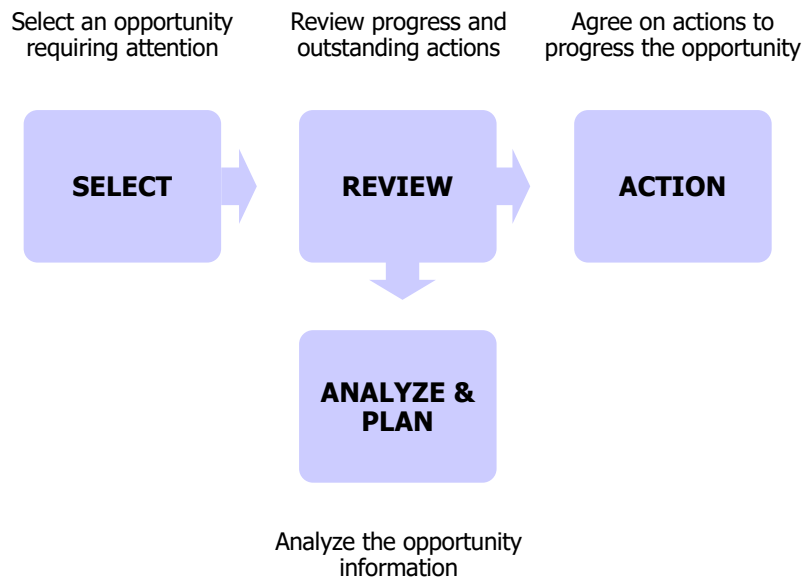 Select an opportunity
requiring attention
Review progress and
outstanding actions
Agree on actions to
progress the opportunity
SELECT
REVIEW
ACTION
ANALYZE &
PLAN
Analyze the opportunity
information